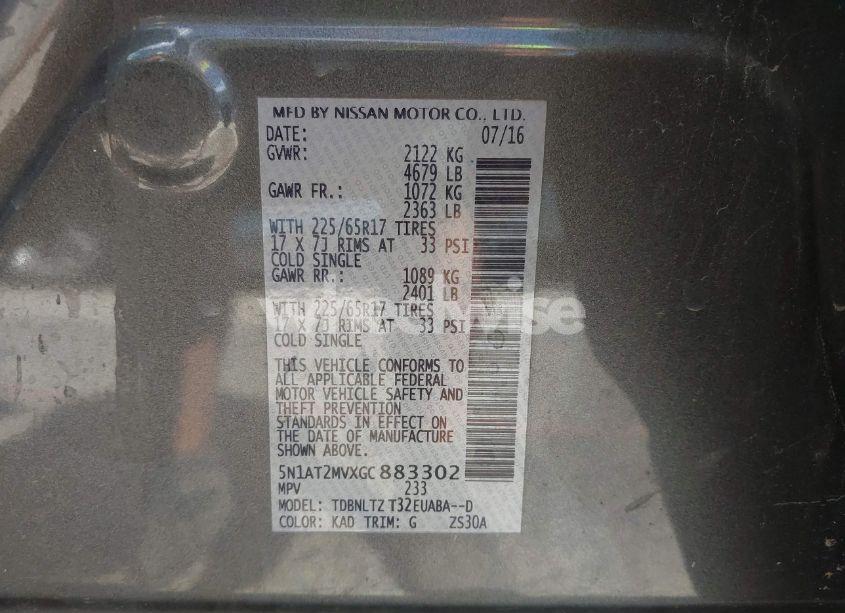 MFD BY NISSAN MOTOR CO., LTD.
DATE: 07/16
GVWR: 2122 KG
4679 LB
GAWR FR.: 1072 KG
2363 LB
WITH 225/65R17 TIRES
17 X 7J RIMS AT 33 PSI
COLD SINGLE
GAWR RR.: 1089 KG
2401 LB
WITH 225/65R17 TIRES
17 X 7J RIMS AT 33 PSI
COLD SINGLE
THIS VEHICLE CONFORMS TO
ALL APPLICABLE FEDERAL
MOTOR VEHICLE SAFETY AND
THEFT PREVENTION
STANDARDS IN EFFECT ON
THE DATE OF MANUFACTURE
SHOWN ABOVE.
5N1AT2MVXGC883302
MPV 233
MODEL: TDBNLTZ T32EUABA--D
COLOR: KAD TRIM: G ZS30A